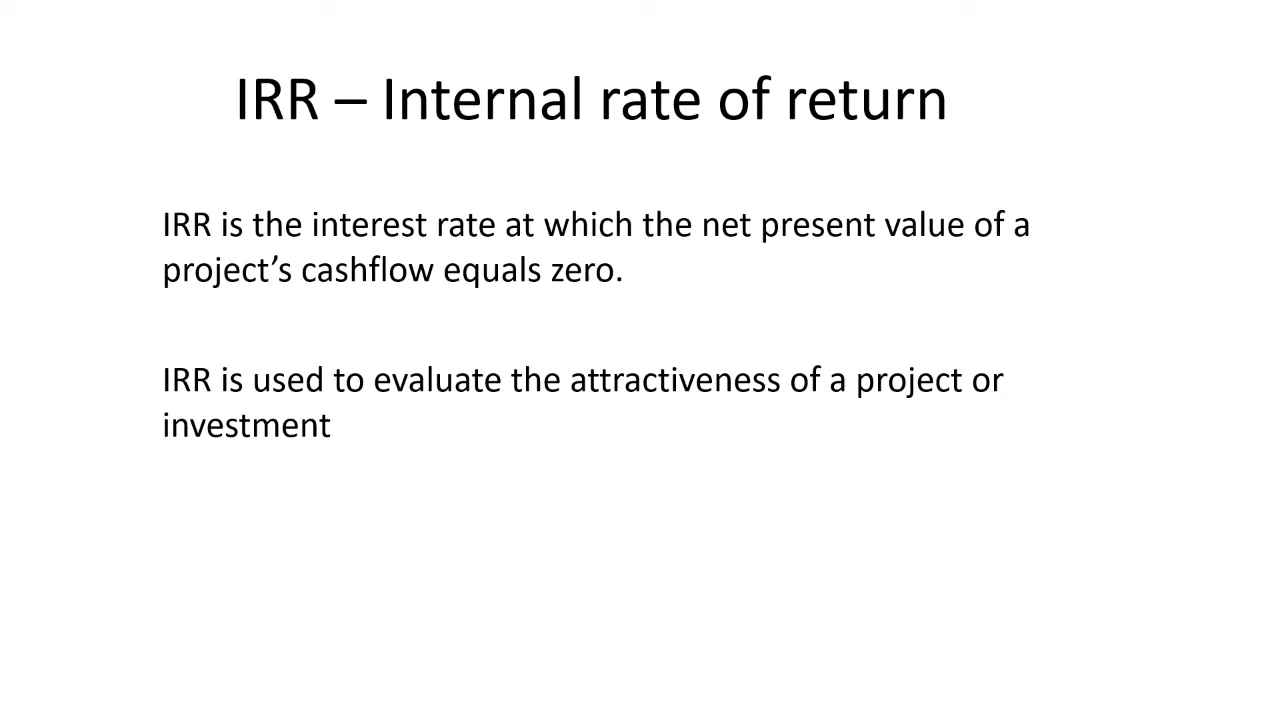 IRR – Internal rate of return
IRR is the interest rate at which the net present value of a
project’s cashflow equals zero.
IRR is used to evaluate the attractiveness of a project or
investment